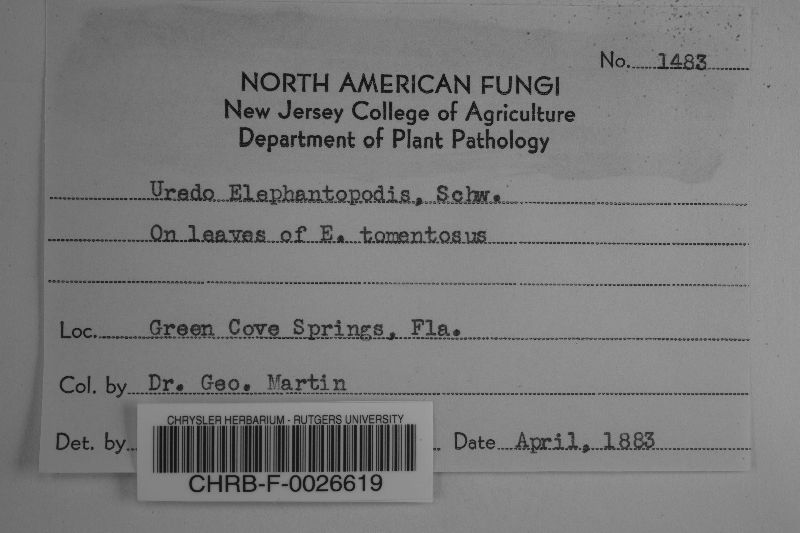 No. 1483
NORTH AMERICAN FUNGI
New Jersey College of Agriculture
Department of Plant Pathology
Uredo Elephantopodis, Schw.
On leaves of E. tomentosus
Loc. Green Cove Springs, Fla.
Col. by Dr. Geo. Martin
Det. by Date April, 1883
CHRYSLER HERBARIUM - RUTGERS UNIVERSITY
CHRB-F-0026619